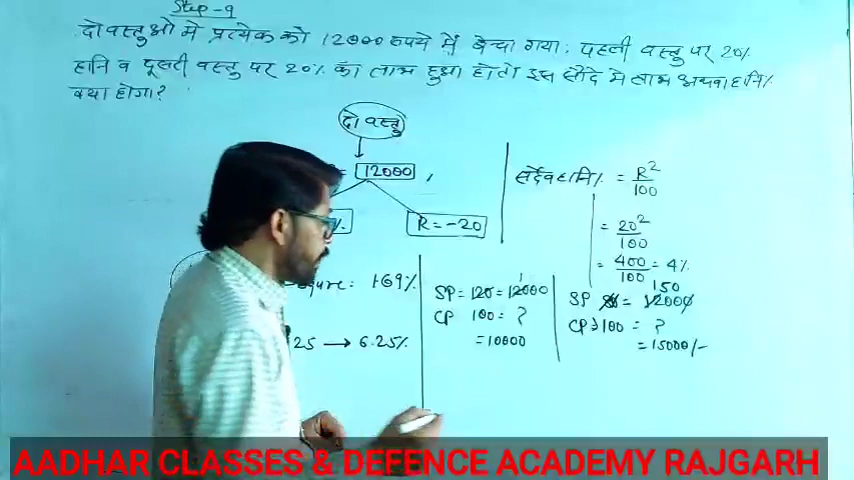 Step-9
दो वस्तुओ मे प्रत्येक को 12000 रुपये में बेचा गया. पहली वस्तु पर 20%
हानि व दूसरी वस्तु पर 20% का लाभ हुआ हो तो इस सौदे मे लाभ अथवा हानि%
क्या होगा?
दो वस्तु
= 12000 ,
% R = -20
सदैव हानि% = R²/100
= 20²/100
= 400/100 = 4%
1.69%
25 → 6.25%
SP = 120 = 12000
CP 100 = ?
= 10000
150
SP = 12000
CP 100 = ?
= 15000/-
AADHAR CLASSES & DEFENCE ACADEMY RAJGARH